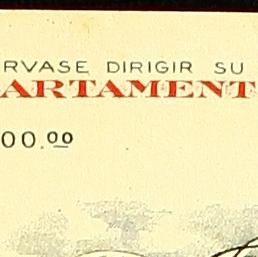 RVASE DIRIGIR SU
ARTAMENT
00.00